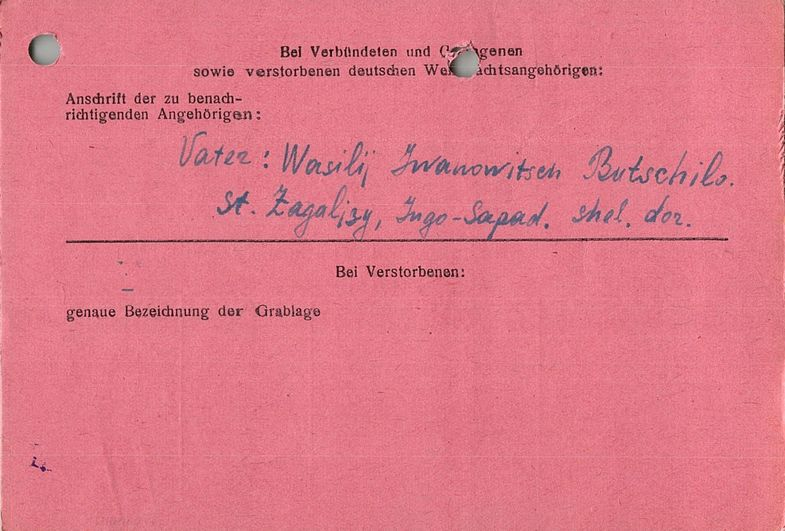 Bei Verbündeten und Gefangenen
sowie verstorbenen deutschen Wehrmachtsangehörigen:
Anschrift der zu benach-
richtigenden Angehörigen:
Vater: Wasilij Iwanowitsch Butschilo.
st. Zagaljzy, Jugo-Sapad. shel. dor.
Bei Verstorbenen:
genaue Bezeichnung der Grablage